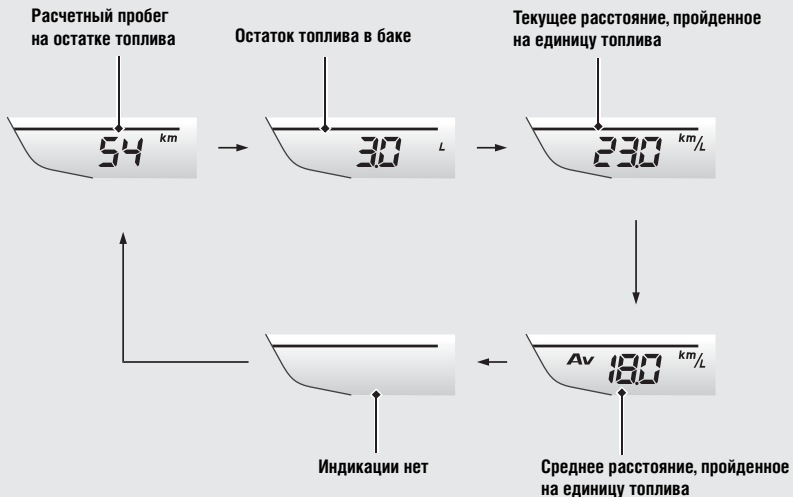 Расчетный пробег
на остатке топлива
Остаток топлива в баке
Текущее расстояние, пройденное
на единицу топлива
54 km
3.0 L
23.0 km/L
Av 18.0 km/L
Индикации нет
Среднее расстояние, пройденное
на единицу топлива